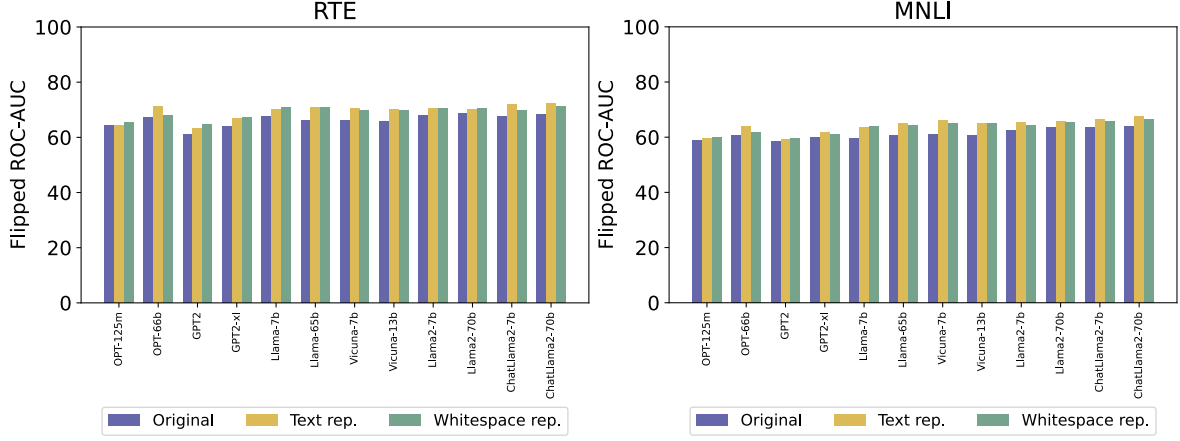 RTE
Flipped ROC-AUC
100
80
60
40
20
0
OPT-125m
OPT-66b
GPT2
GPT2-xl
Llama-7b
Llama-65b
Vicuna-7b
Vicuna-13b
Llama2-7b
Llama2-70b
ChatLlama2-7b
ChatLlama2-70b
Original
Text rep.
Whitespace rep.
MNLI
Flipped ROC-AUC
100
80
60
40
20
0
OPT-125m
OPT-66b
GPT2
GPT2-xl
Llama-7b
Llama-65b
Vicuna-7b
Vicuna-13b
Llama2-7b
Llama2-70b
ChatLlama2-7b
ChatLlama2-70b
Original
Text rep.
Whitespace rep.